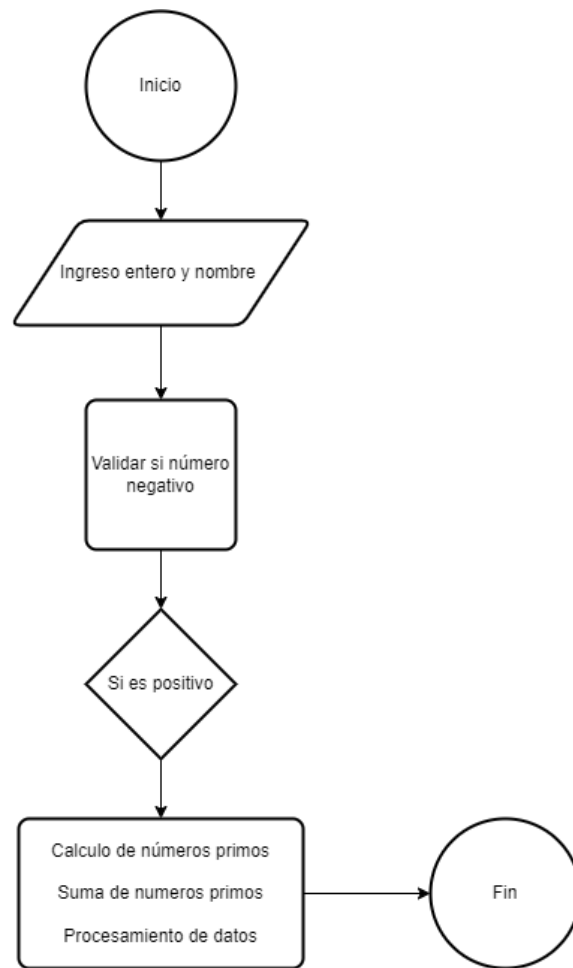 Inicio
Ingreso entero y nombre
Validar si número
negativo
Si es positivo
Calculo de números primos
Suma de numeros primos
Procesamiento de datos
Fin